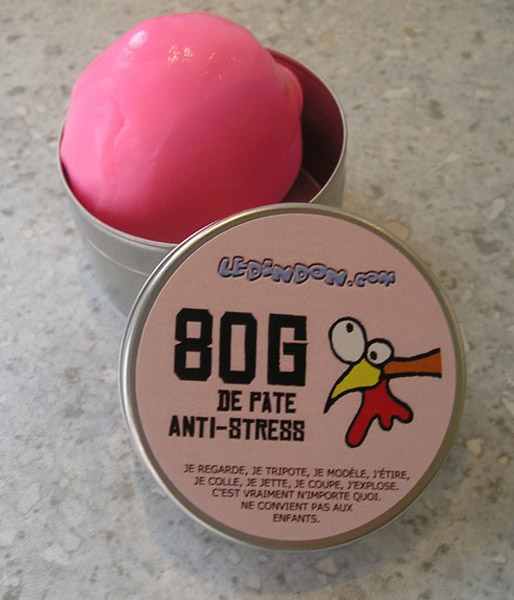 LEDINDON.com
80G
DE PATE
ANTI-STRESS
JE REGARDE, JE TRIPOTE, JE MODÈLE, J'ÉTIRE,
JE COLLE, JE JETTE, JE COUPE, J'EXPLOSE.
C'EST VRAIMENT N'IMPORTE QUOI.
NE CONVIENT PAS AUX
ENFANTS.